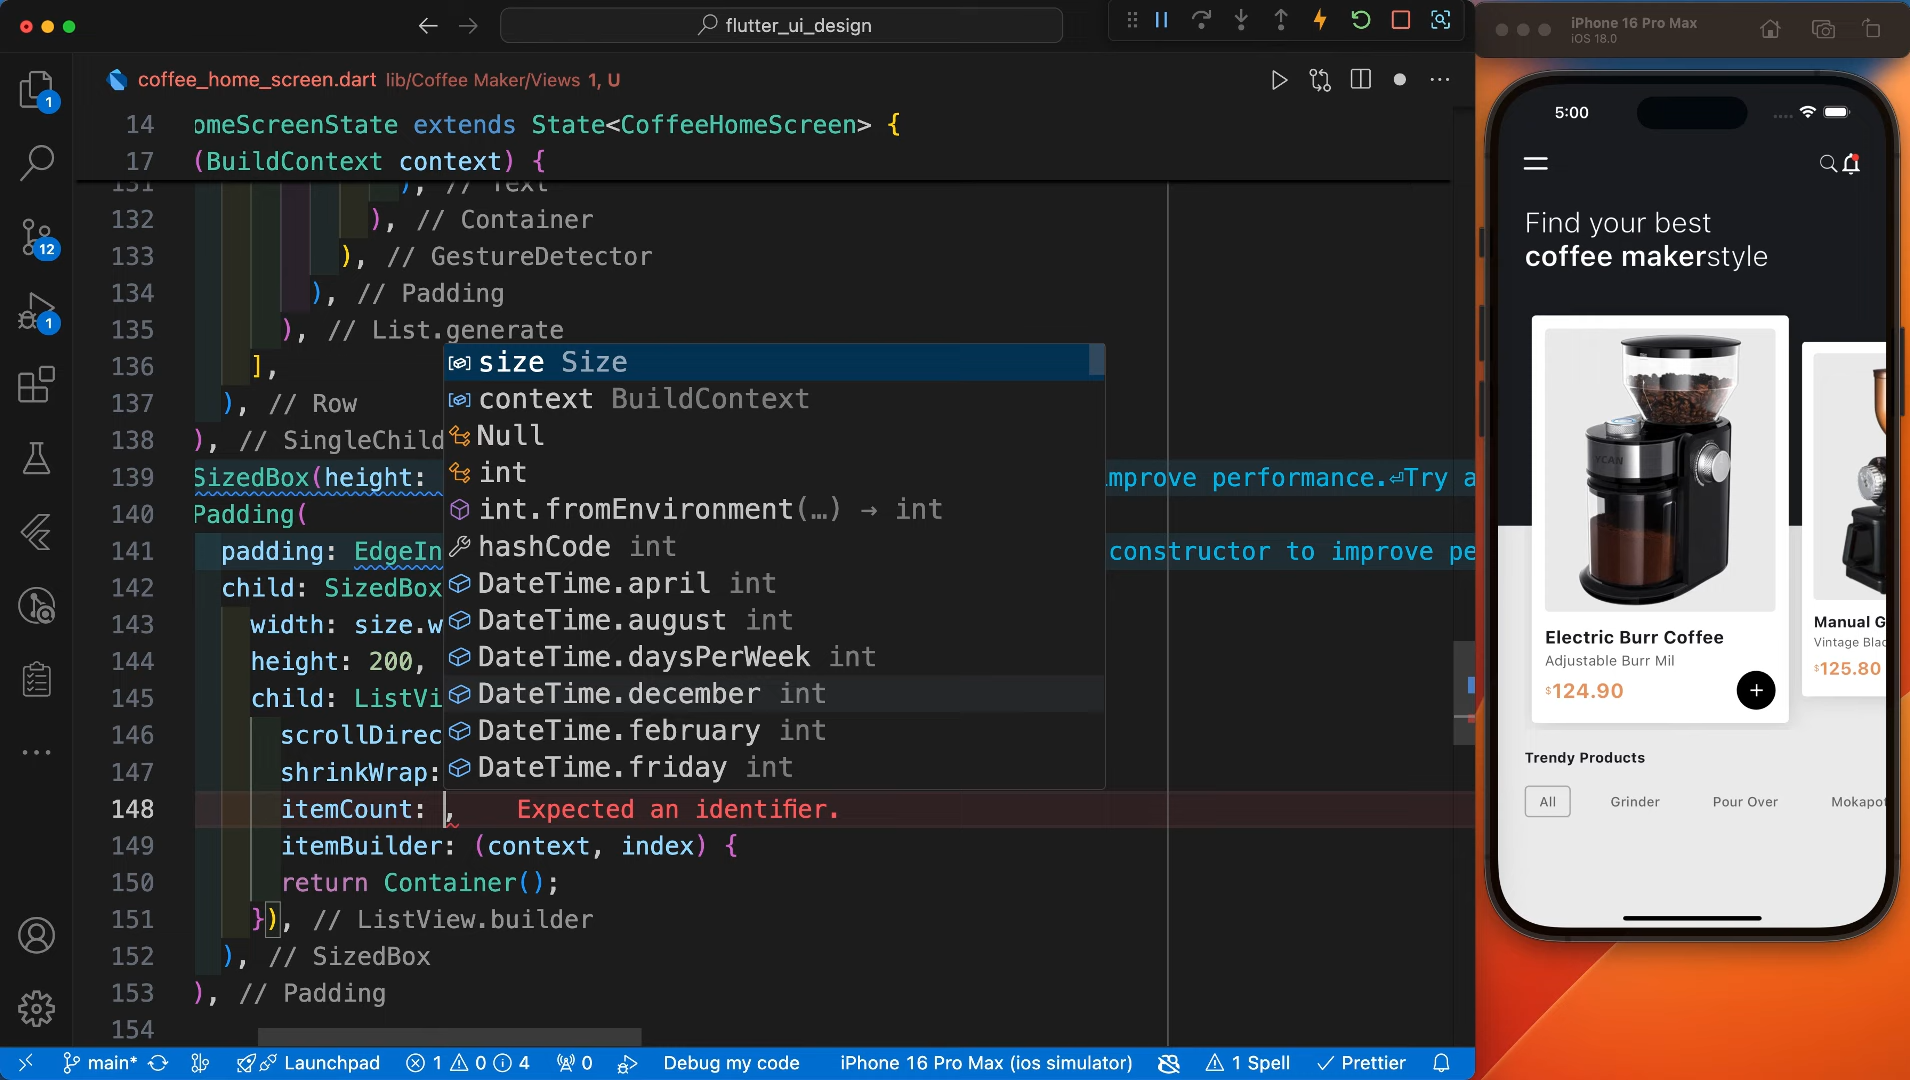 flutter_ui_design
coffee_home_screen.dart lib/Coffee Maker/Views 1, U
14 omeScreenState extends State<CoffeeHomeScreen> {
17 (BuildContext context) {
131 ), // Text
132 ), // Container
133 ), // GestureDetector
134 ), // Padding
135 ), // List.generate
136 ],
137 ), // Row
138 ), // SingleChild
139 SizedBox(height: mprove performance.⏎Try a
140 Padding(
141 padding: EdgeIn constructor to improve pe
142 child: SizedBox
143 width: size.w
144 height: 200,
145 child: ListVi
146 scrollDirec
147 shrinkWrap:
148 itemCount: , Expected an identifier.
149 itemBuilder: (context, index) {
150 return Container();
151 }), // ListView.builder
152 ), // SizedBox
153 ), // Padding
154
size Size
context BuildContext
Null
int
int.fromEnvironment(…) → int
hashCode int
DateTime.april int
DateTime.august int
DateTime.daysPerWeek int
DateTime.december int
DateTime.february int
DateTime.friday int
1
12
1
main* Launchpad 1 0 4 0 Debug my code iPhone 16 Pro Max (ios simulator) 1 Spell Prettier
iPhone 16 Pro Max
iOS 18.0
5:00
Find your best
coffee makerstyle
Electric Burr Coffee
Adjustable Burr Mil
$124.90
+
Manual G
Vintage Blac
$125.80
Trendy Products
All Grinder Pour Over Mokapot